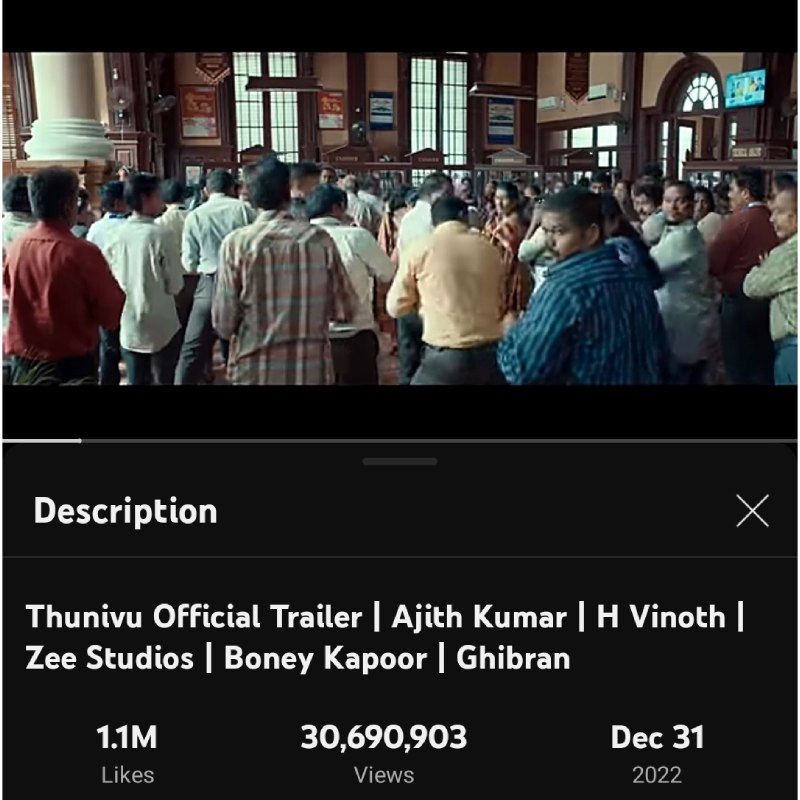 Description
Thunivu Official Trailer | Ajith Kumar | H Vinoth |
Zee Studios | Boney Kapoor | Ghibran
1.1M 30,690,903 Dec 31
Likes Views 2022